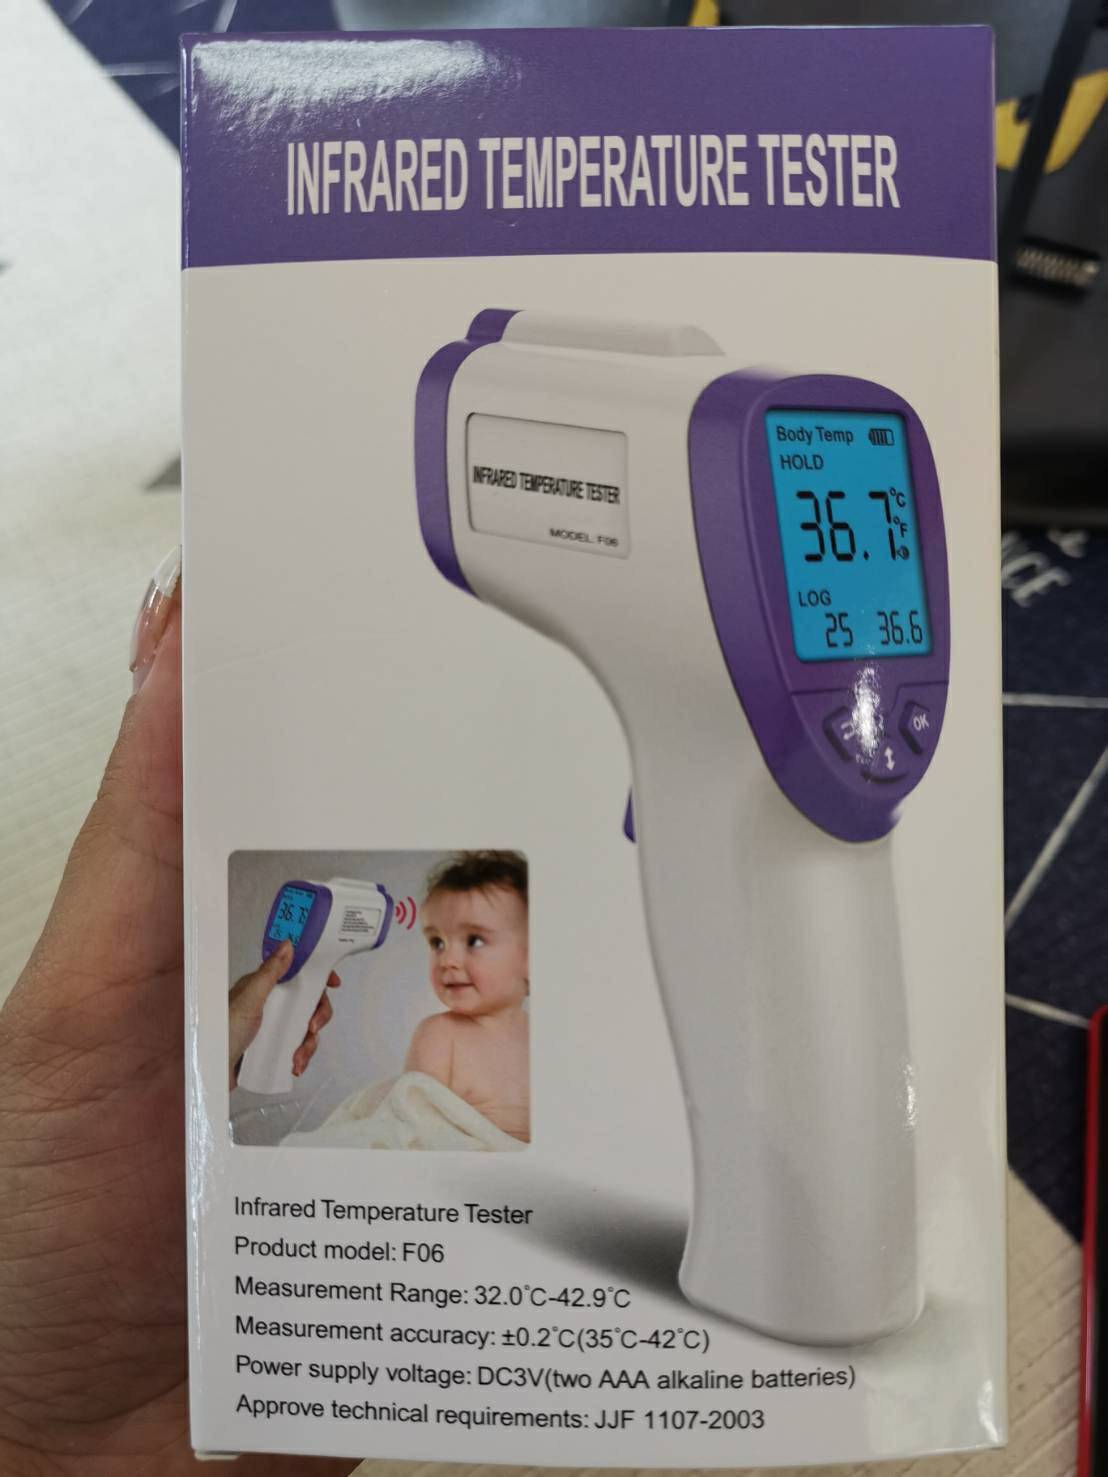 INFRARED TEMPERATURE TESTER
Body Temp
HOLD
36.7°C
°F
LOG
25 36.6
INFRARED TEMPERATURE TESTER
MODEL: F06
OK
Infrared Temperature Tester
Product model: F06
Measurement Range: 32.0°C-42.9°C
Measurement accuracy: ±0.2°C(35°C-42°C)
Power supply voltage: DC3V(two AAA alkaline batteries)
Approve technical requirements: JJF 1107-2003